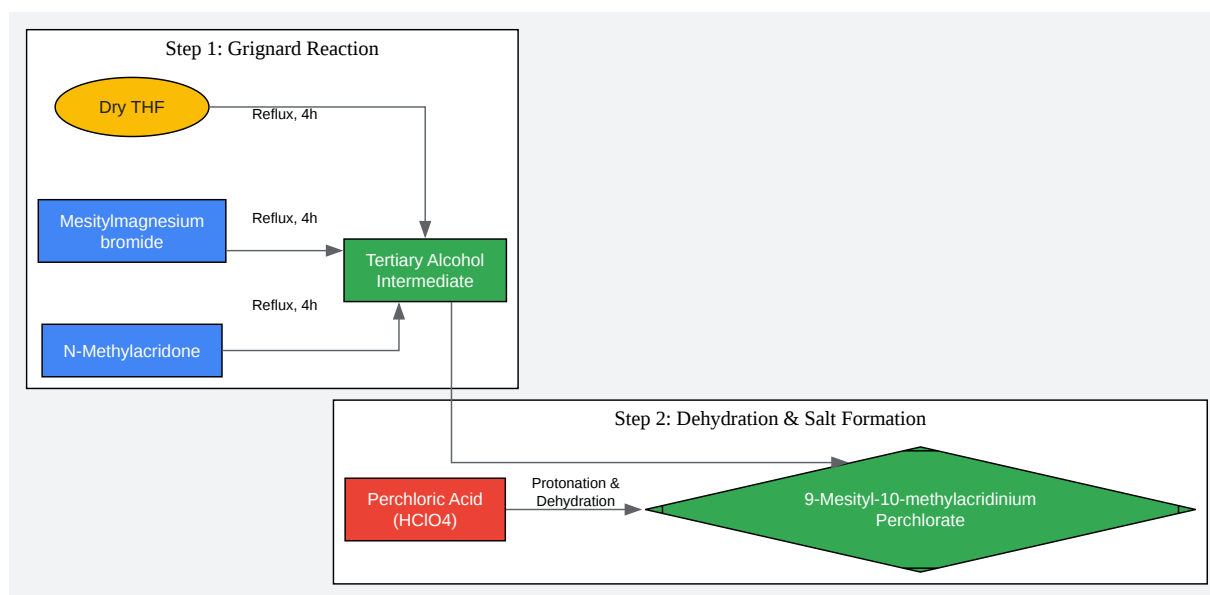 Step 1: Grignard Reaction
Dry THF
Reflux, 4h
Mesitylmagnesium
bromide
Reflux, 4h
Tertiary Alcohol
Intermediate
Reflux, 4h
N-Methylacridone
Step 2: Dehydration & Salt Formation
Perchloric Acid
(HClO4)
Protonation &
Dehydration
9-Mesityl-10-methylacridinium
Perchlorate